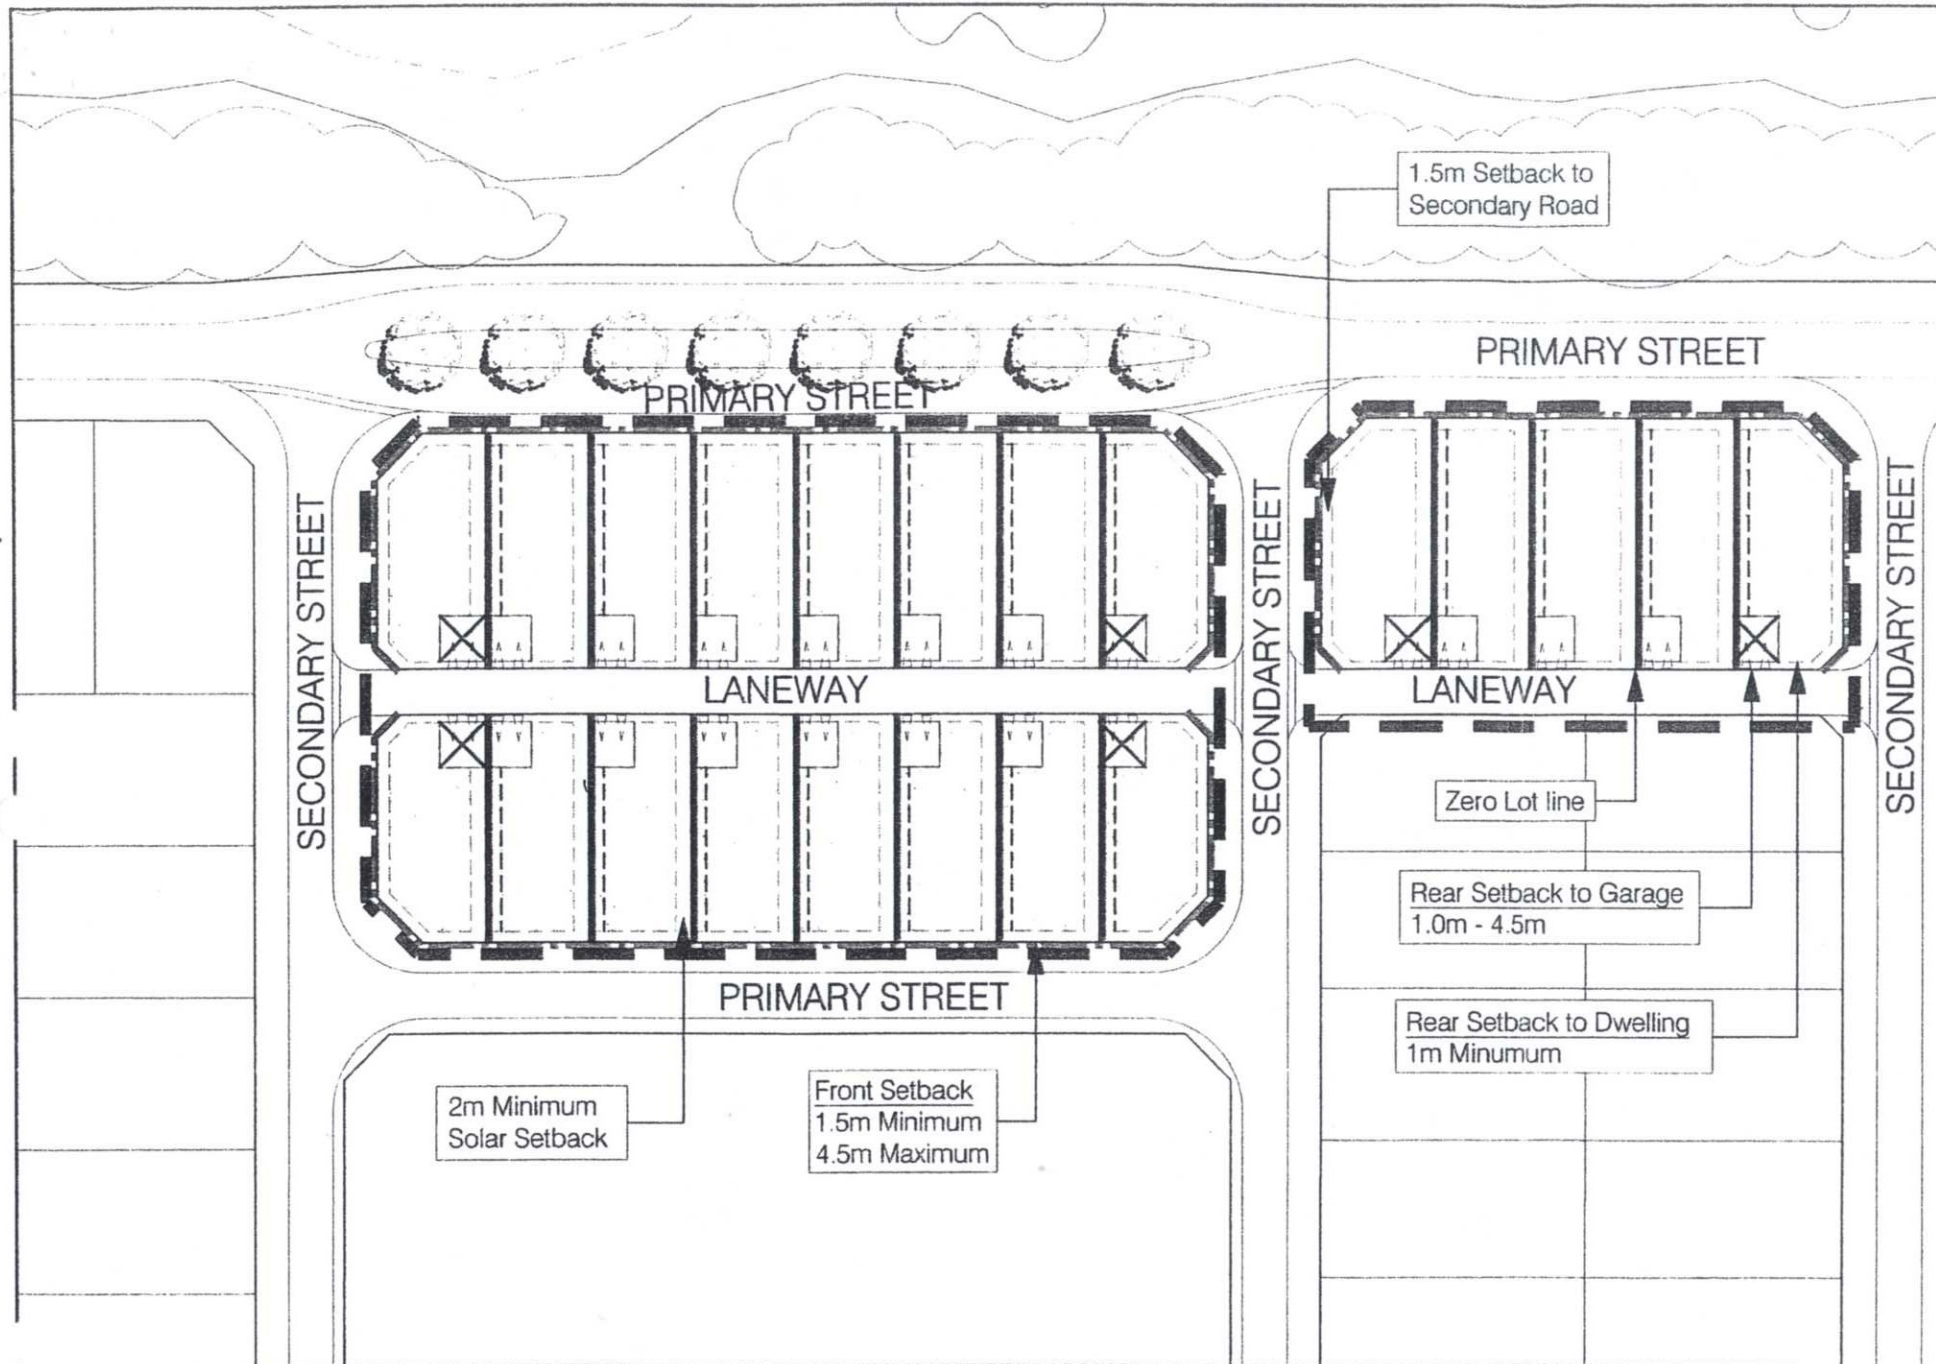 1.5m Setback to
Secondary Road
PRIMARY STREET
PRIMARY STREET
SECONDARY STREET
SECONDARY STREET
SECONDARY STREET
LANEWAY
LANEWAY
Zero Lot line
Rear Setback to Garage
1.0m - 4.5m
PRIMARY STREET
Rear Setback to Dwelling
1m Minumum
2m Minimum
Solar Setback
Front Setback
1.5m Minimum
4.5m Maximum